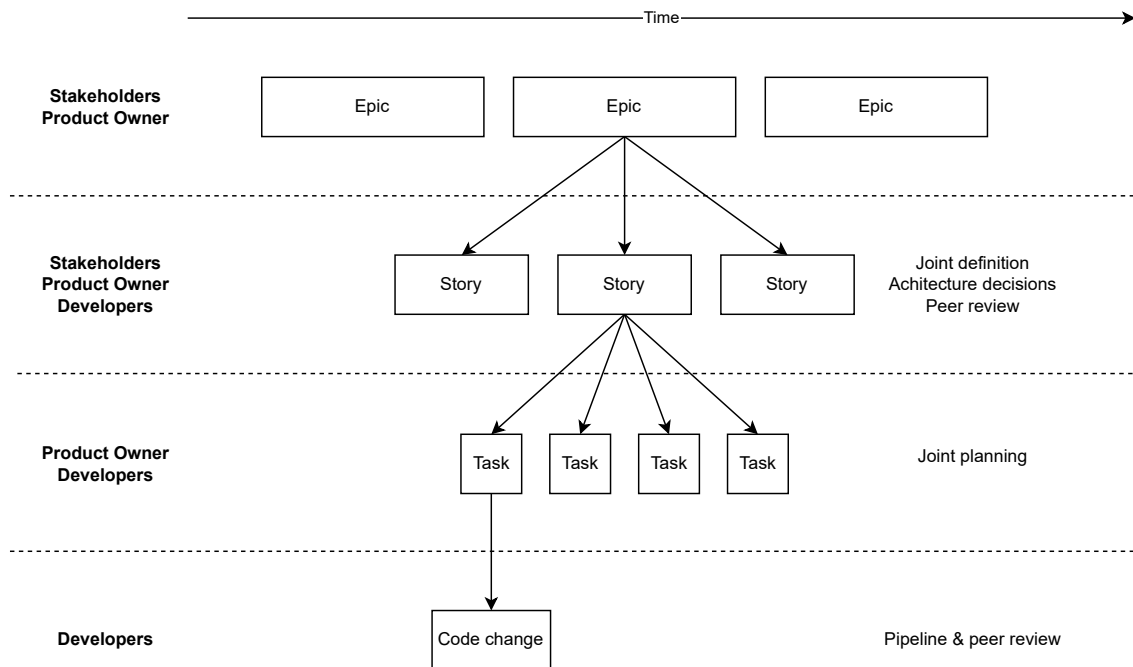 Time
Stakeholders
Product Owner
Epic
Epic
Epic
Stakeholders
Product Owner
Developers
Story
Story
Story
Joint definition
Achitecture decisions
Peer review
Product Owner
Developers
Task
Task
Task
Task
Joint planning
Developers
Code change
Pipeline & peer review